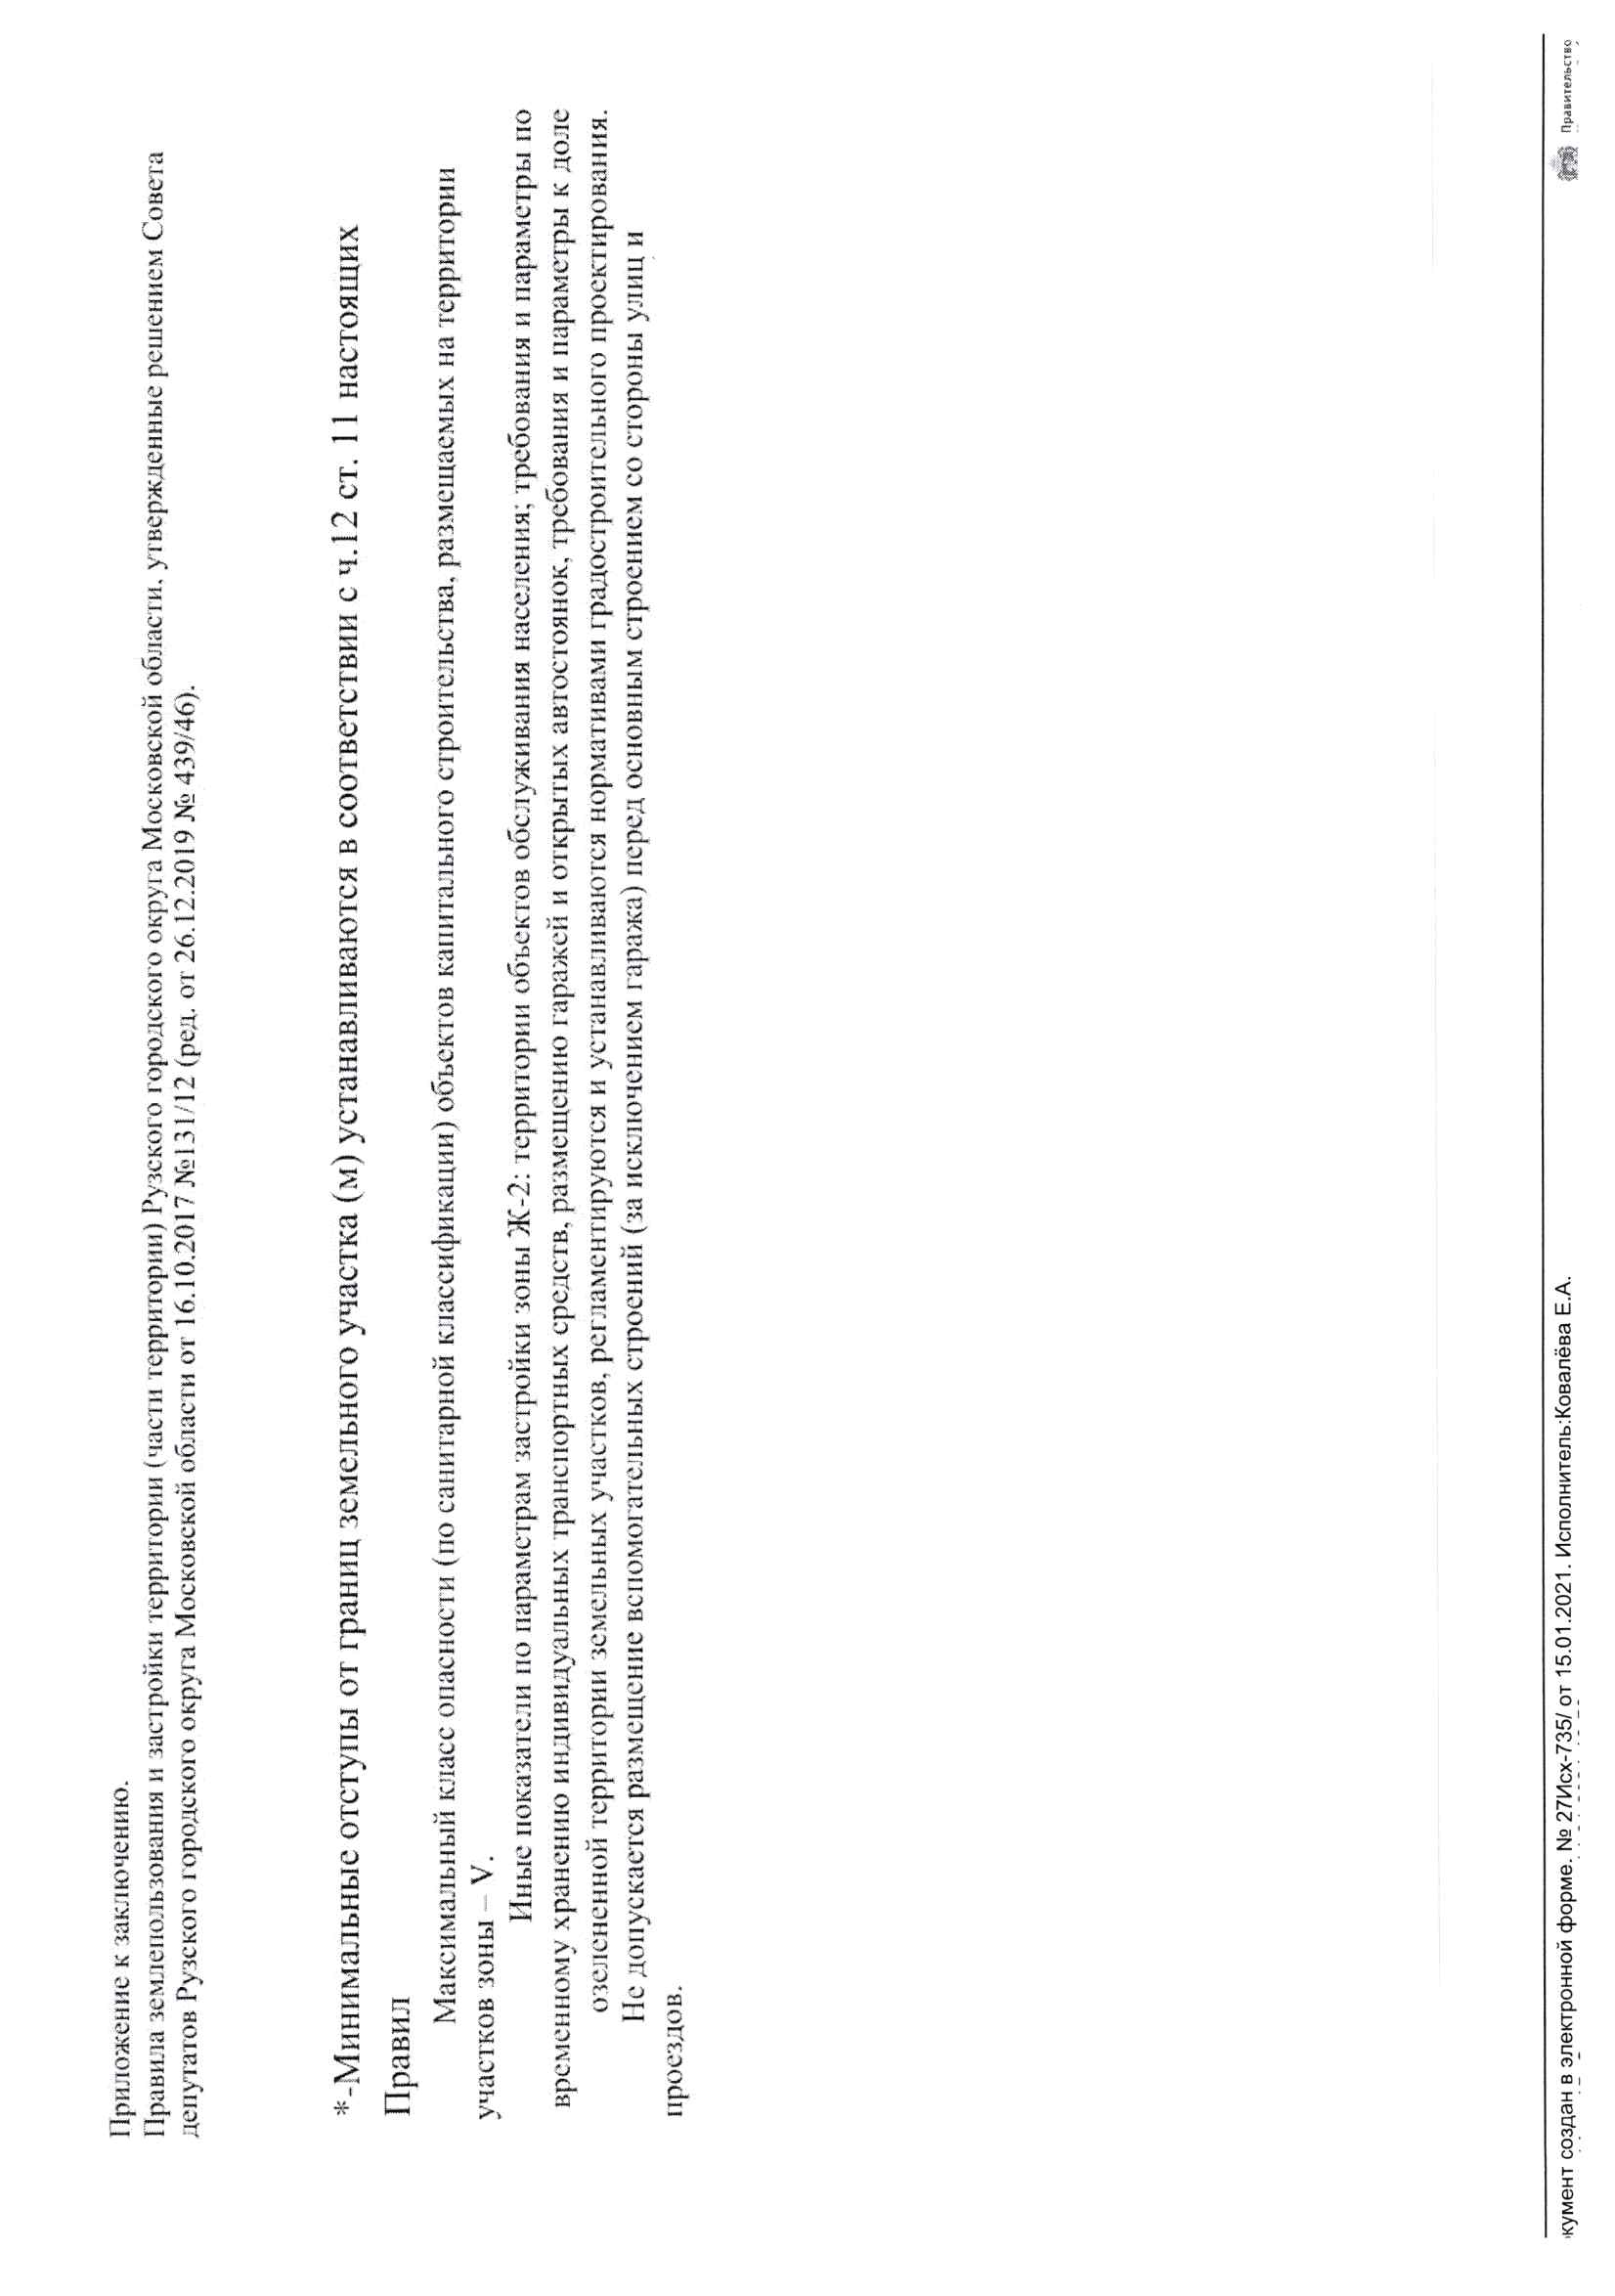 Приложение к заключению.
Правила землепользования и застройки территории (части территории) Рузского городского округа Московской области, утвержденные решением Совета
депутатов Рузского городского округа Московской области от 16.10.2017 №131/12 (ред. от 26.12.2019 № 439/46).
*-Минимальные отступы от границ земельного участка (м) устанавливаются в соответствии с ч.12 ст. 11 настоящих
Правил
Максимальный класс опасности (по санитарной классификации) объектов капитального строительства, размещаемых на территории
участков зоны – V.
Иные показатели по параметрам застройки зоны Ж-2: территории объектов обслуживания населения; требования и параметры по
временному хранению индивидуальных транспортных средств, размещению гаражей и открытых автостоянок, требования и параметры к доле
озелененной территории земельных участков, регламентируются и устанавливаются нормативами градостроительного проектирования.
Не допускается размещение вспомогательных строений (за исключением гаража) перед основным строением со стороны улиц и
проездов.
кумент создан в электронной форме. № 27Исх-735/ от 15.01.2021. Исполнитель:Ковалёва Е.А.
Правительство